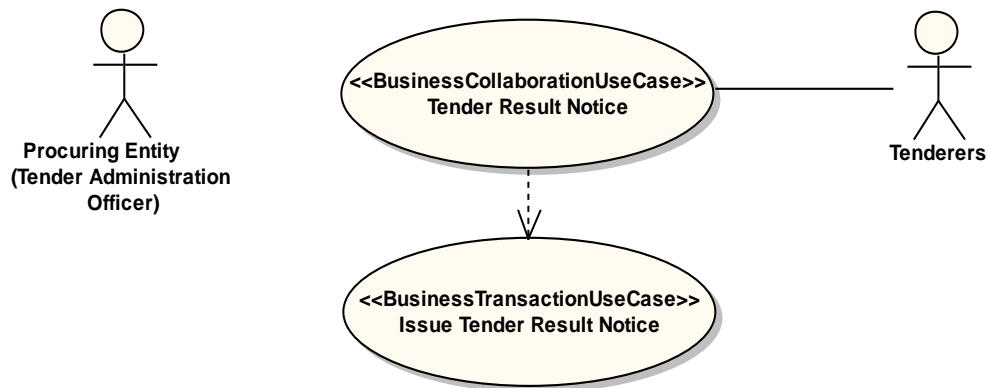 <<BusinessCollaborationUseCase>>
Tender Result Notice
Procuring Entity
(Tender Administration
Officer)
Tenderers
<<BusinessTransactionUseCase>>
Issue Tender Result Notice